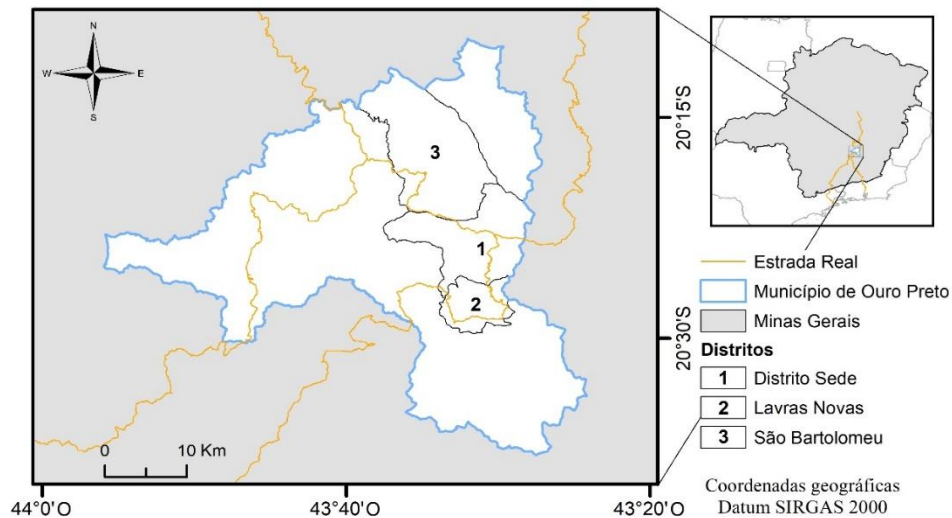 N
W E
S
3
1
2
0 10 Km
20°15'S
20°30'S
44°0'O 43°40'O 43°20'O
Estrada Real
Município de Ouro Preto
Minas Gerais
Distritos
1 Distrito Sede
2 Lavras Novas
3 São Bartolomeu
Coordenadas geográficas
Datum SIRGAS 2000